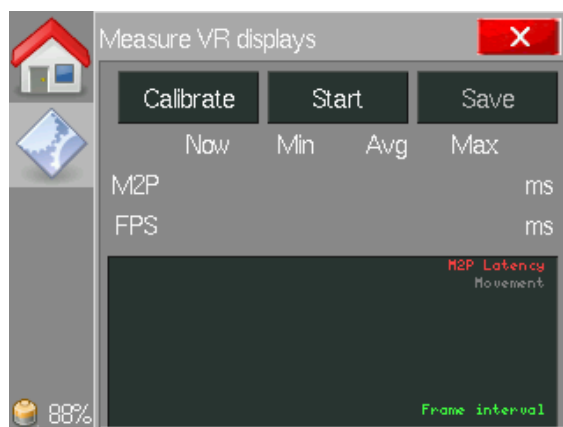 Measure VR displays
Calibrate Start Save
Now Min Avg Max
M2P ms
FPS ms
M2P Latency
Movement
Frame interval
88%